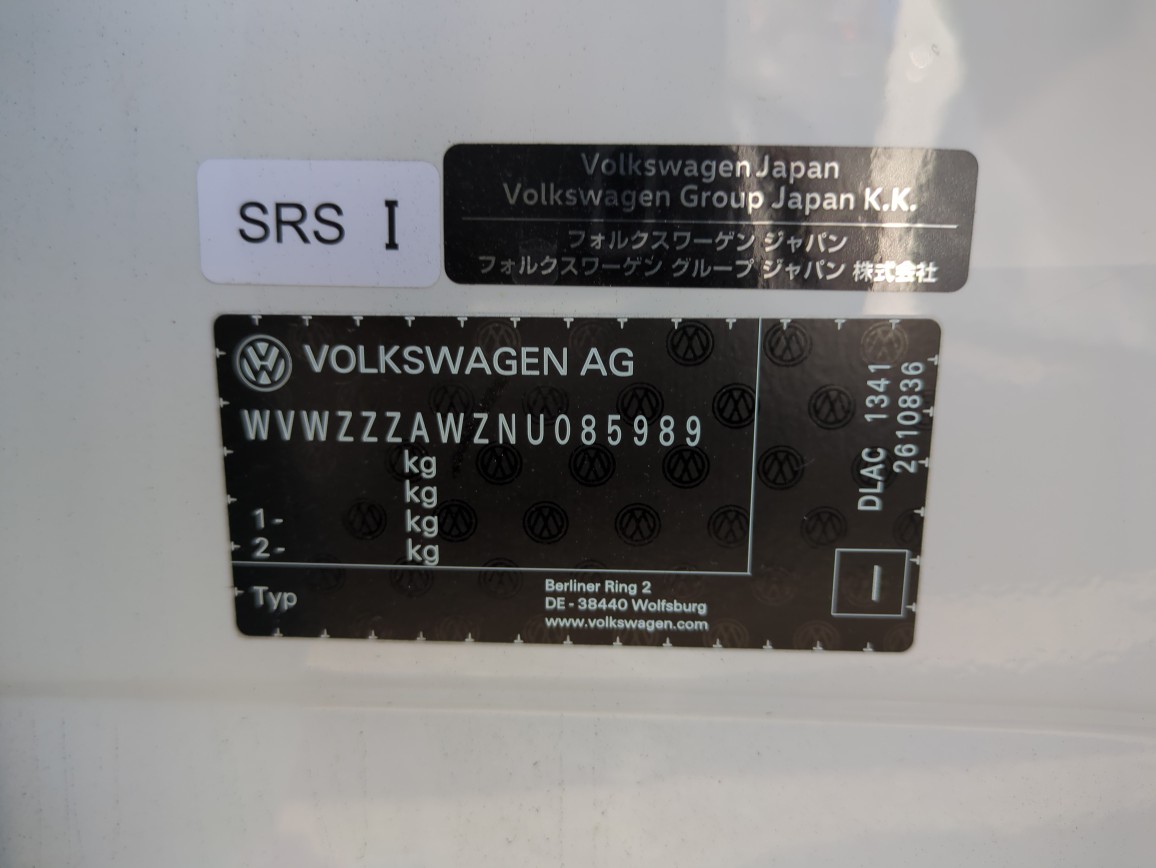 SRS I
Volkswagen Japan
Volkswagen Group Japan K.K.
フォルクスワーゲン ジャパン
フォルクスワーゲン グループ ジャパン 株式会社
VOLKSWAGEN AG
WVWZZZAWZNU085989
kg
kg
1- kg
2- kg
Typ
Berliner Ring 2
DE - 38440 Wolfsburg
www.volkswagen.com
DLAC 1341
2610836
I